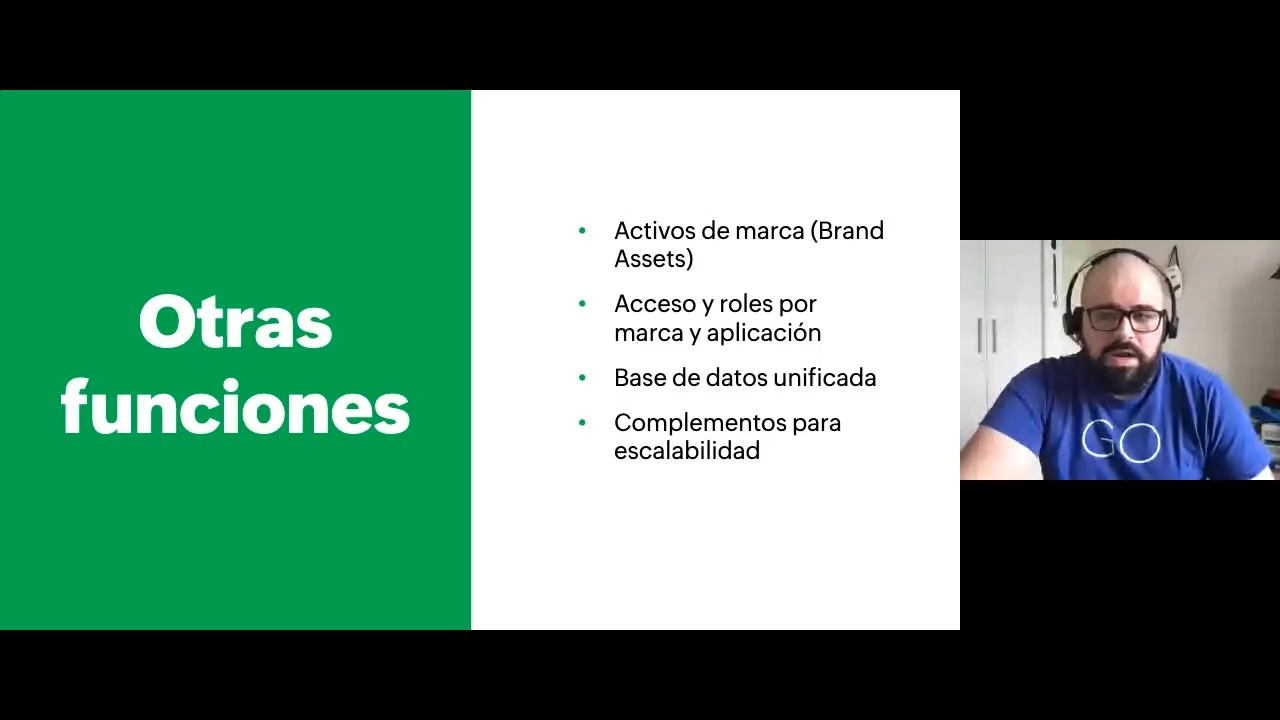 Otras
funciones
• Activos de marca (Brand
Assets)
• Acceso y roles por
marca y aplicación
• Base de datos unificada
• Complementos para
escalabilidad
GO